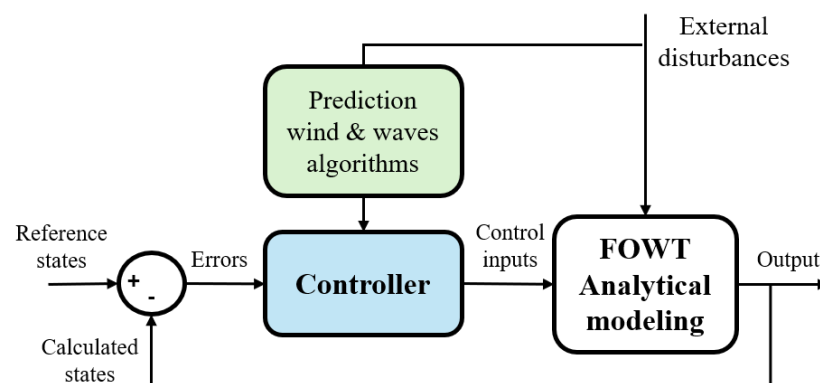 External
disturbances
Prediction
wind & waves
algorithms
Reference
states
+
-
Errors
Controller
Control
inputs
FOWT
Analytical
modeling
Output
Calculated
states